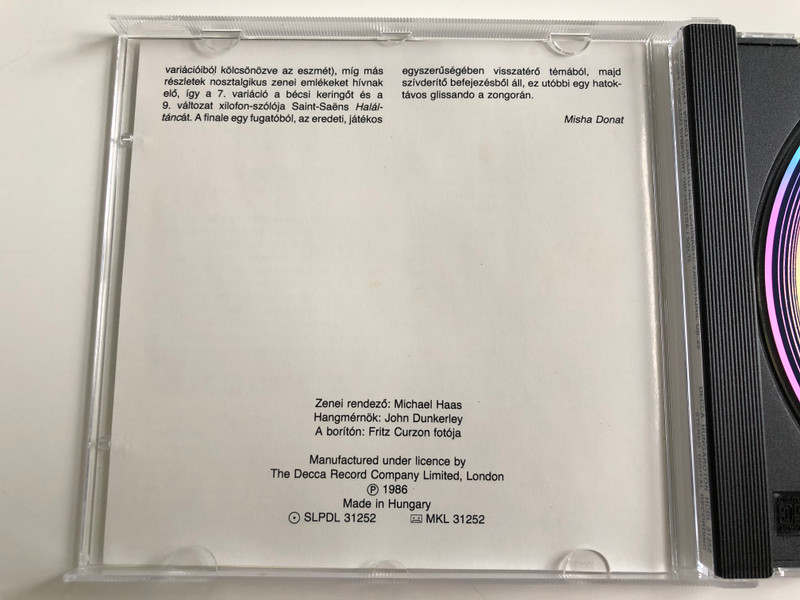 variációiból kölcsönözve az eszmét), míg más
részletek nosztalgikus zenei emlékeket hívnak
elő, így a 7. variáció a bécsi keringőt és a
9. változat xilofon-szólója Saint-Saëns Halál-
táncát. A finale egy fugatóból, az eredeti, játékos
egyszerűségében visszatérő témából, majd
szívderítő befejezésből áll, ez utóbbi egy hatok-
távos glissando a zongorán.
Misha Donat
Zenei rendező: Michael Haas
Hangmérnök: John Dunkerley
A borítón: Fritz Curzon fotója
Manufactured under licence by
The Decca Record Company Limited, London
Ⓟ 1986
Made in Hungary
SLPDL 31252 MKL 31252